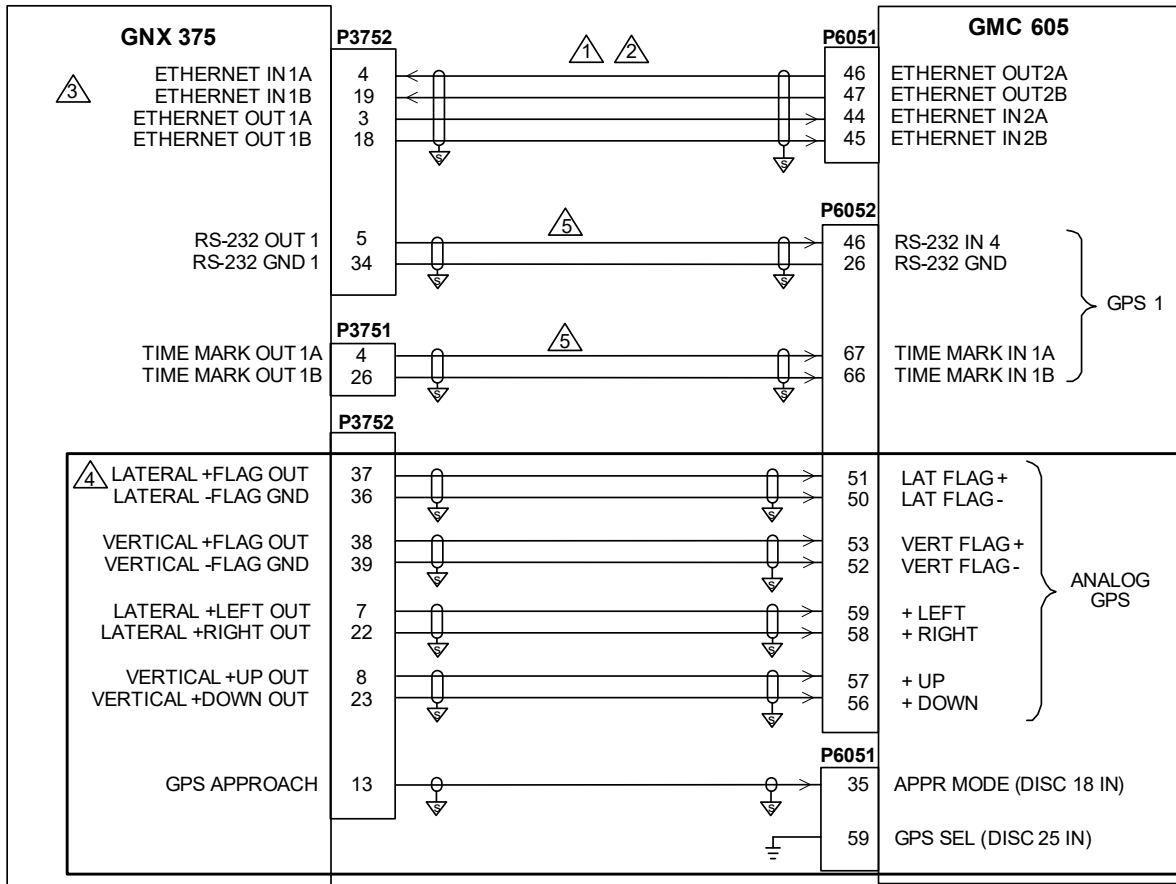 GNX 375 P3752 P6051 GMC 605
1 2
3
ETHERNET IN 1A 4 46 ETHERNET OUT 2A
ETHERNET IN 1B 19 47 ETHERNET OUT 2B
ETHERNET OUT 1A 3 44 ETHERNET IN 2A
ETHERNET OUT 1B 18 45 ETHERNET IN 2B
S S
P6052
5
RS-232 OUT 1 5 46 RS-232 IN 4
RS-232 GND 1 34 26 RS-232 GND
S S
GPS 1
P3751
5
TIME MARK OUT 1A 4 67 TIME MARK IN 1A
TIME MARK OUT 1B 26 66 TIME MARK IN 1B
S S
P3752
4
LATERAL +FLAG OUT 37 51 LAT FLAG +
LATERAL -FLAG GND 36 50 LAT FLAG -
S S
VERTICAL +FLAG OUT 38 53 VERT FLAG +
VERTICAL -FLAG GND 39 52 VERT FLAG -
S S
ANALOG
GPS
LATERAL +LEFT OUT 7 59 + LEFT
LATERAL +RIGHT OUT 22 58 + RIGHT
S S
VERTICAL +UP OUT 8 57 + UP
VERTICAL +DOWN OUT 23 56 + DOWN
S S
P6051
GPS APPROACH 13 35 APPR MODE (DISC 18 IN)
S S
59 GPS SEL (DISC 25 IN)